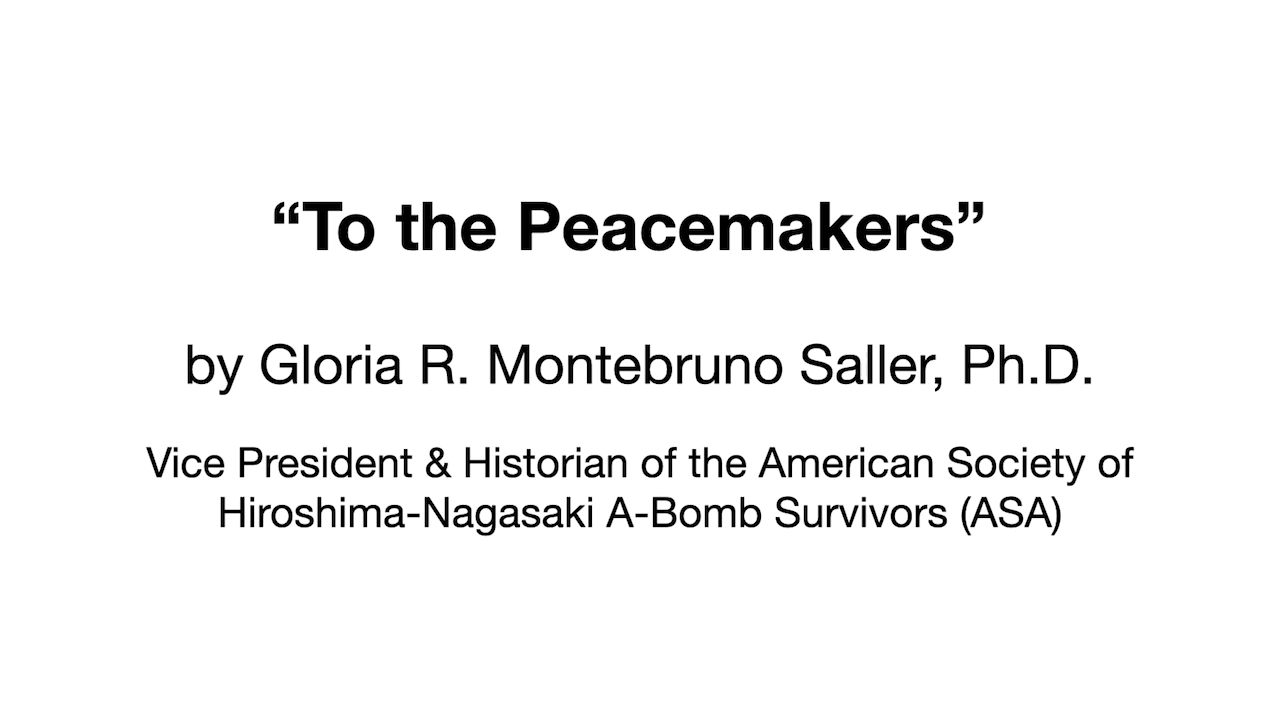 “To the Peacemakers”
by Gloria R. Montebruno Saller, Ph.D.
Vice President & Historian of the American Society of
Hiroshima-Nagasaki A-Bomb Survivors (ASA)